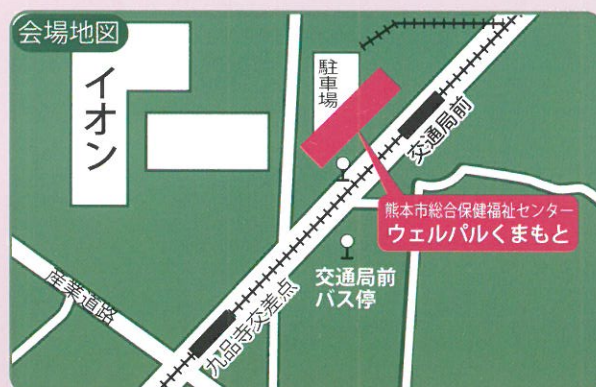 会場地図
イオン
駐車場
交通局前
熊本市総合保健福祉センター
ウェルパルくまもと
交通局前
バス停
九品寺交差点
産業道路